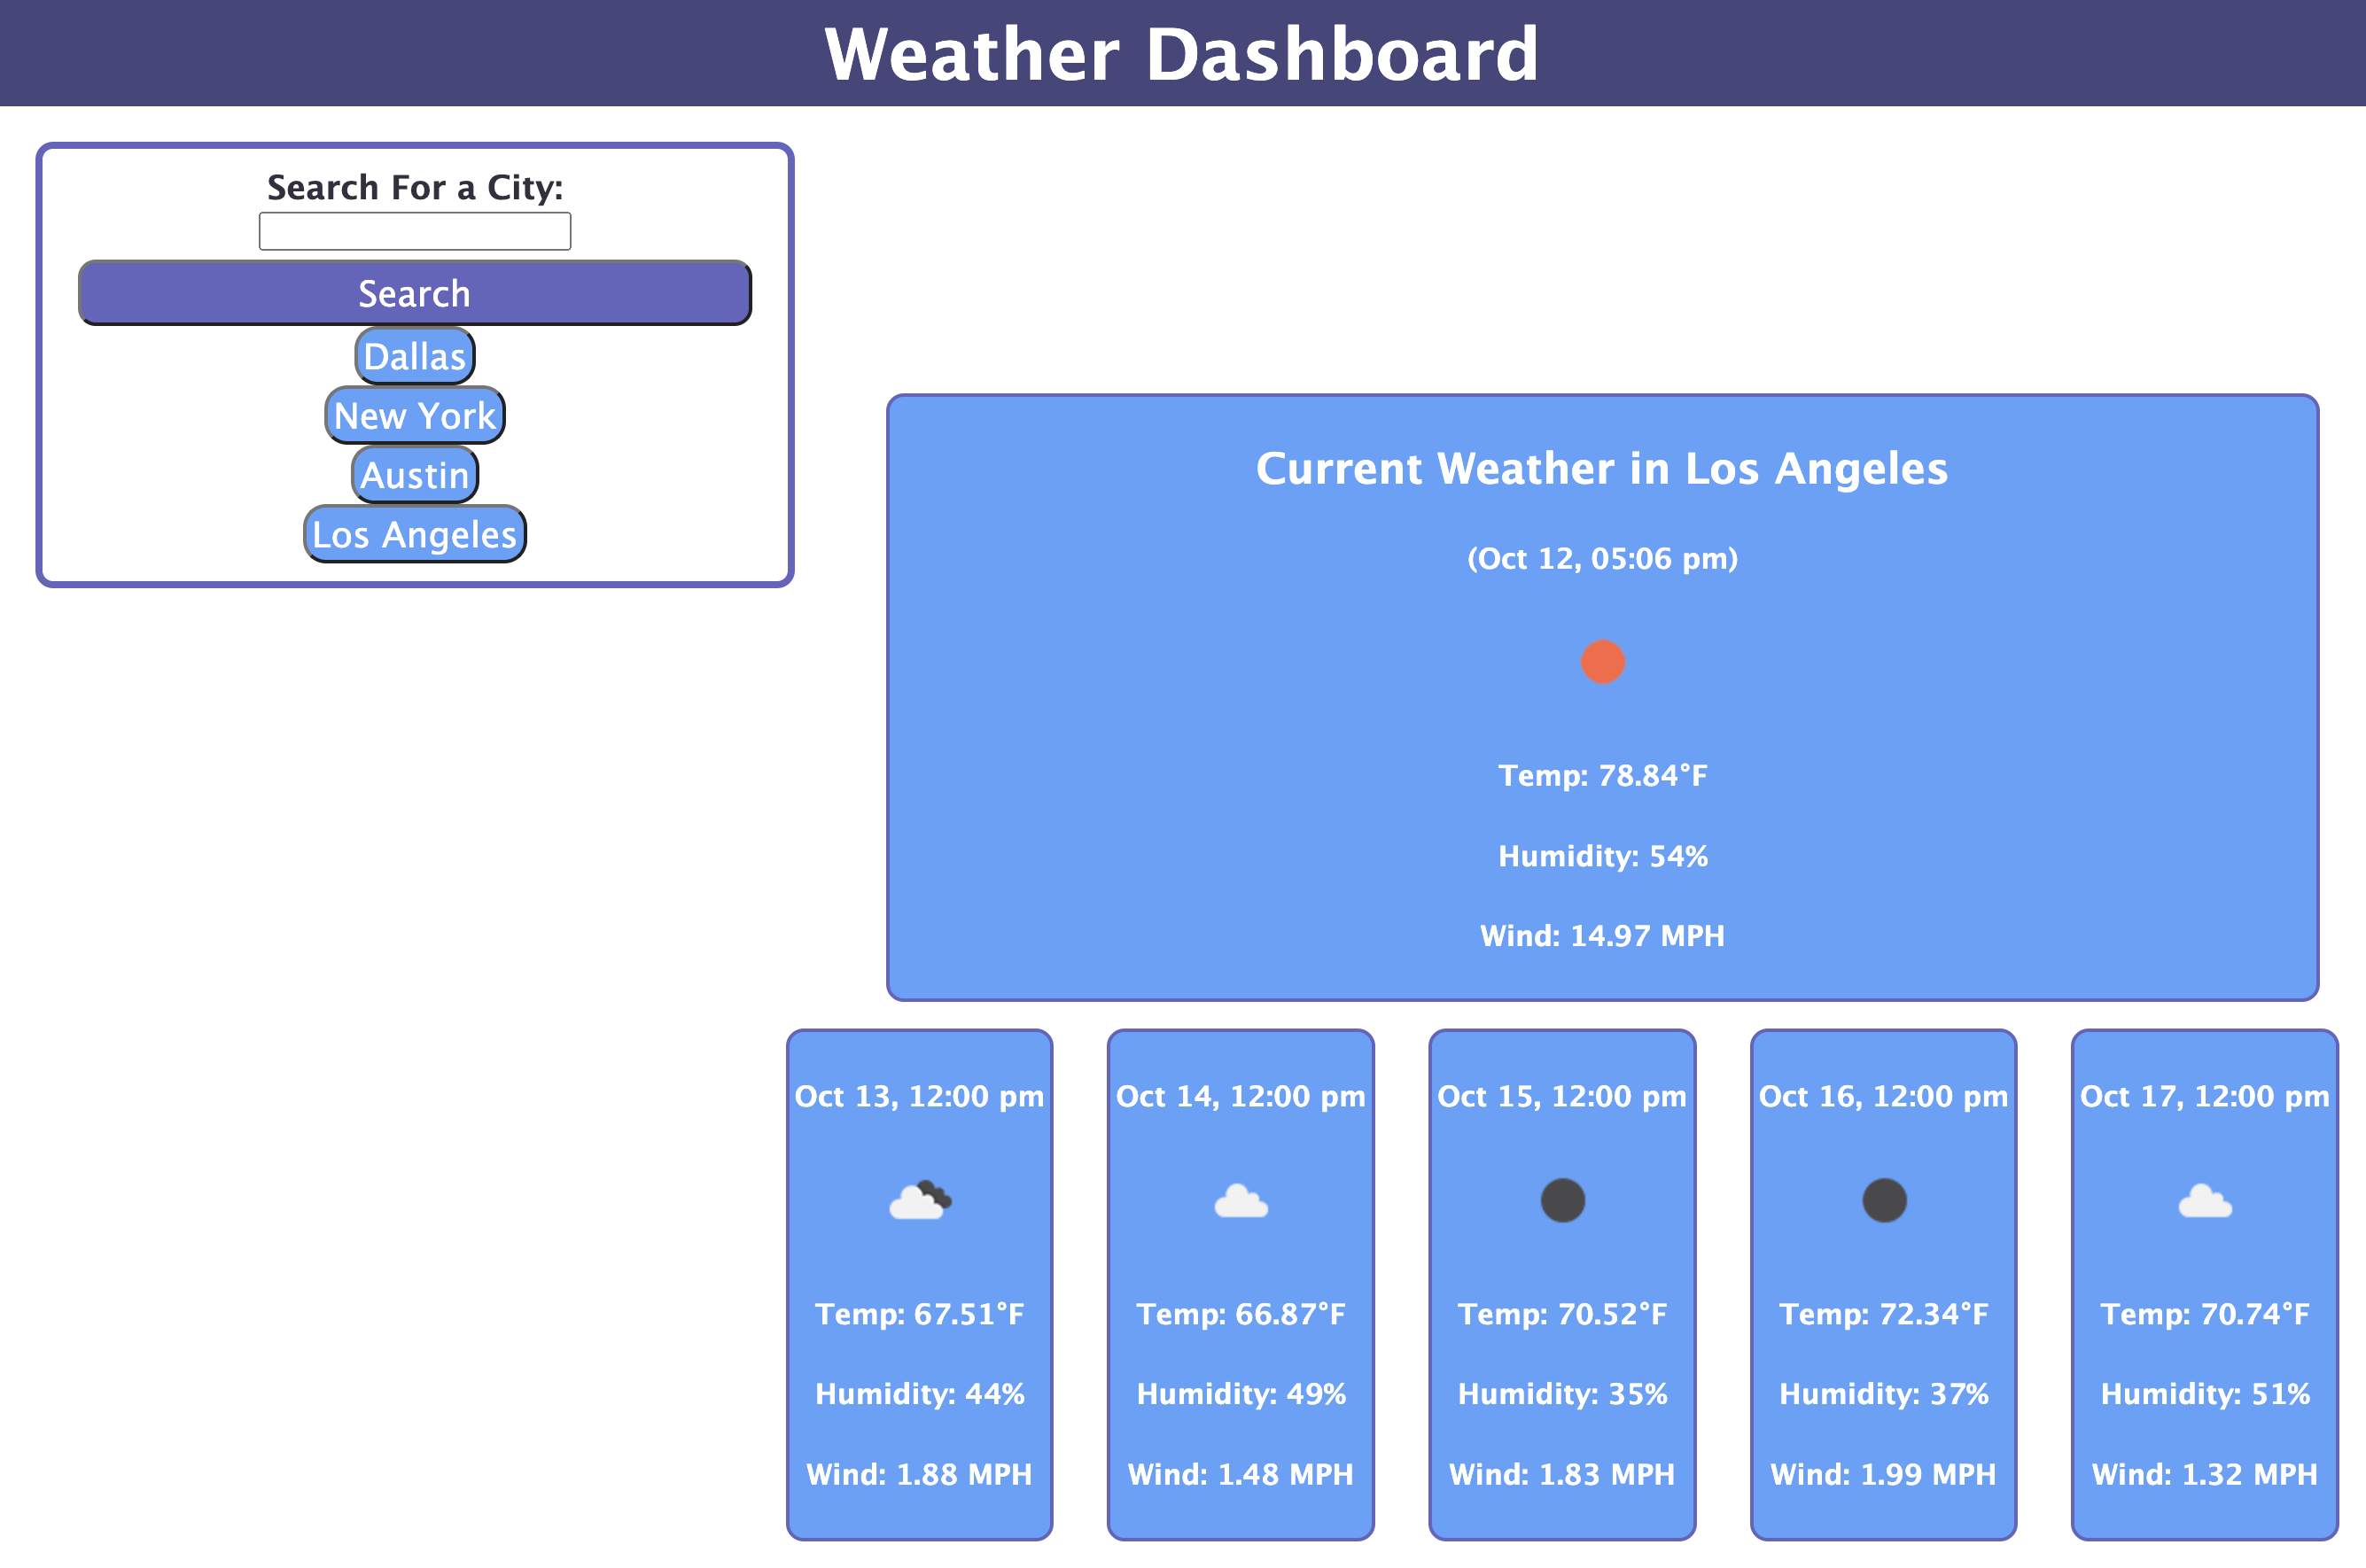 Weather Dashboard
Search For a City:
Search
Dallas
New York
Austin
Los Angeles
Current Weather in Los Angeles
(Oct 12, 05:06 pm)
Temp: 78.84°F
Humidity: 54%
Wind: 14.97 MPH
Oct 13, 12:00 pm
Temp: 67.51°F
Humidity: 44%
Wind: 1.88 MPH
Oct 14, 12:00 pm
Temp: 66.87°F
Humidity: 49%
Wind: 1.48 MPH
Oct 15, 12:00 pm
Temp: 70.52°F
Humidity: 35%
Wind: 1.83 MPH
Oct 16, 12:00 pm
Temp: 72.34°F
Humidity: 37%
Wind: 1.99 MPH
Oct 17, 12:00 pm
Temp: 70.74°F
Humidity: 51%
Wind: 1.32 MPH